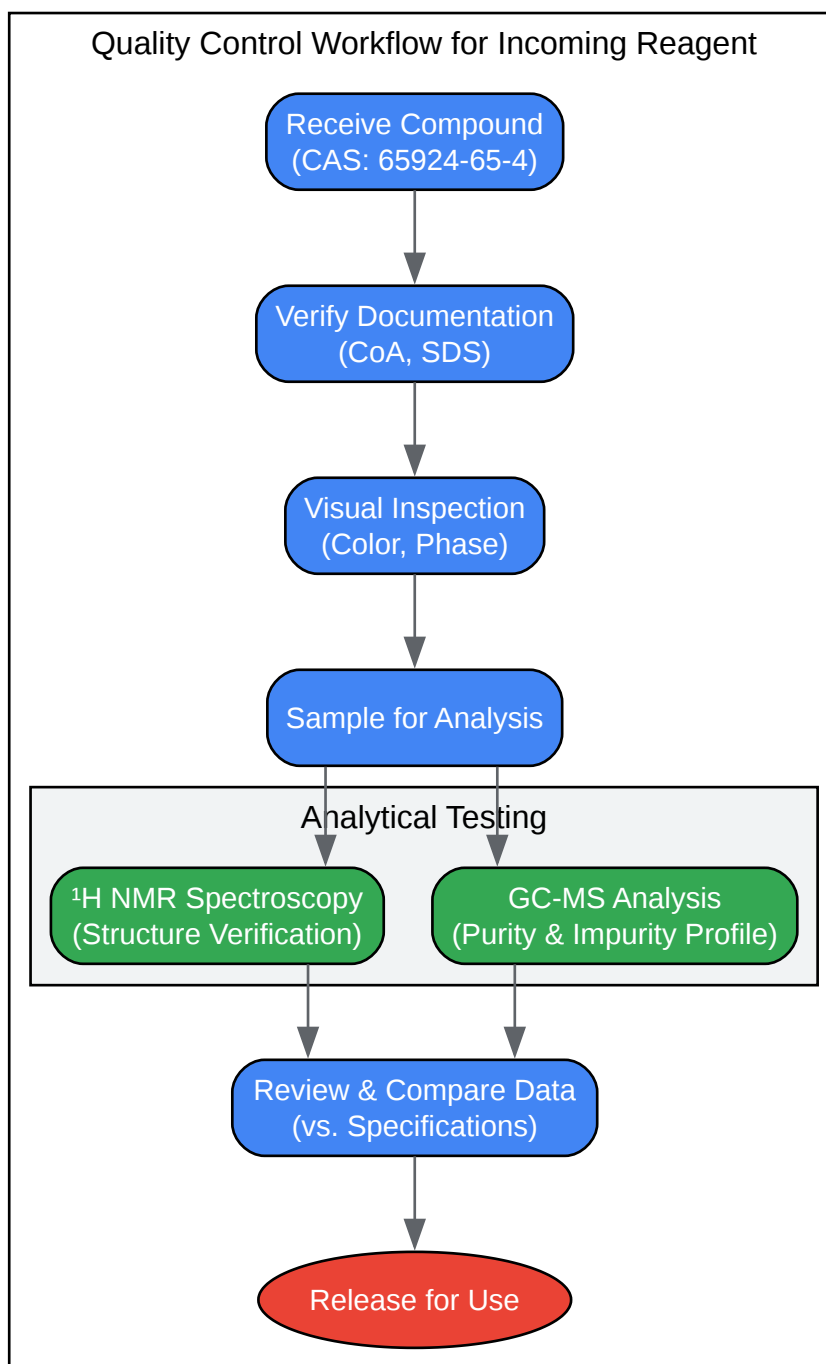 Quality Control Workflow for Incoming Reagent
Receive Compound
(CAS: 65924-65-4)
Verify Documentation
(CoA, SDS)
Visual Inspection
(Color, Phase)
Sample for Analysis
Analytical Testing
¹H NMR Spectroscopy
(Structure Verification)
GC-MS Analysis
(Purity & Impurity Profile)
Review & Compare Data
(vs. Specifications)
Release for Use